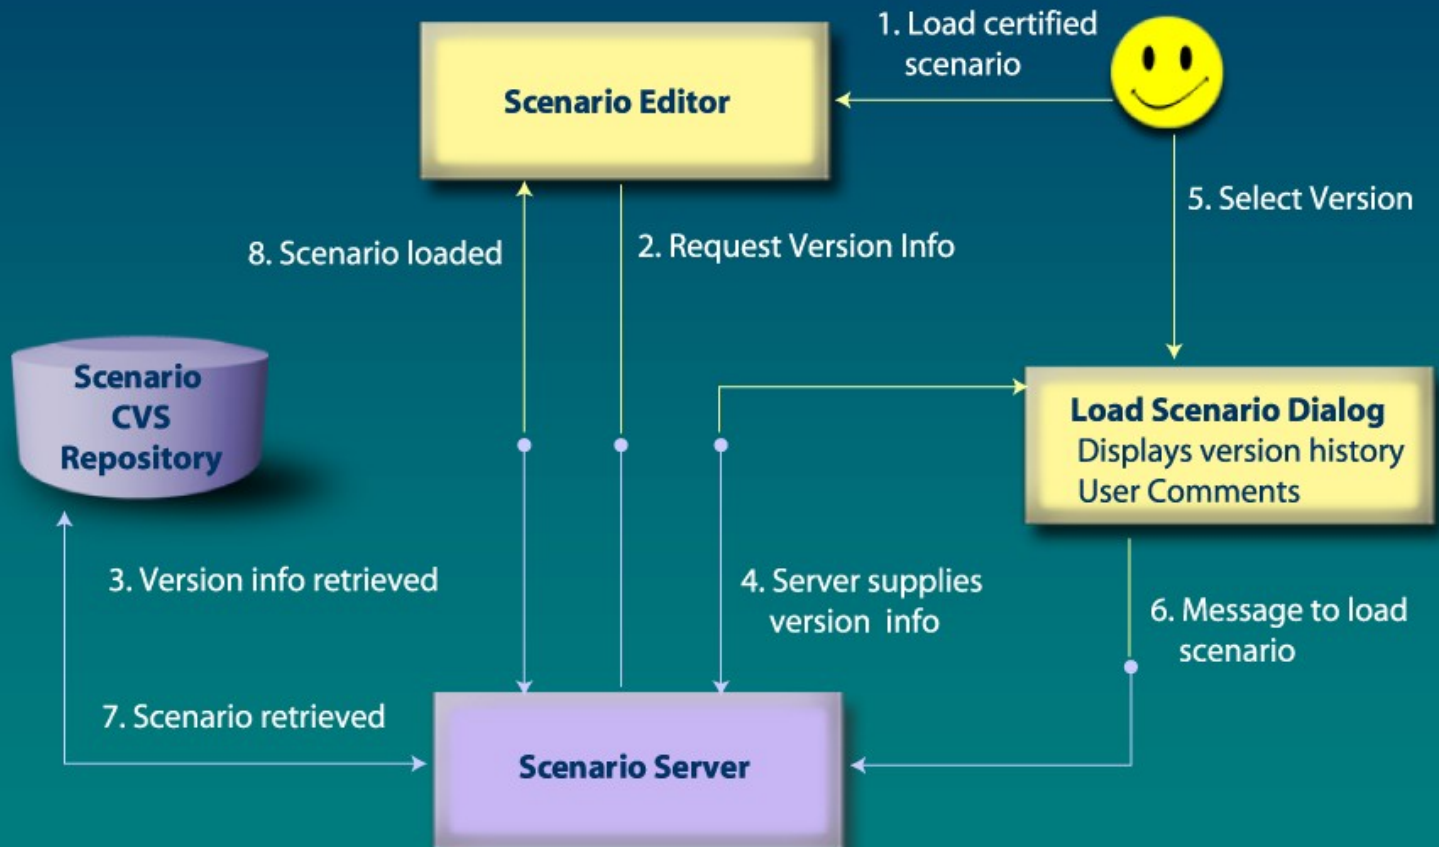 1. Load certified
scenario
Scenario Editor
5. Select Version
8. Scenario loaded
2. Request Version Info
Scenario
CVS
Repository
Load Scenario Dialog
Displays version history
User Comments
3. Version info retrieved
4. Server supplies
version info
6. Message to load
scenario
7. Scenario retrieved
Scenario Server